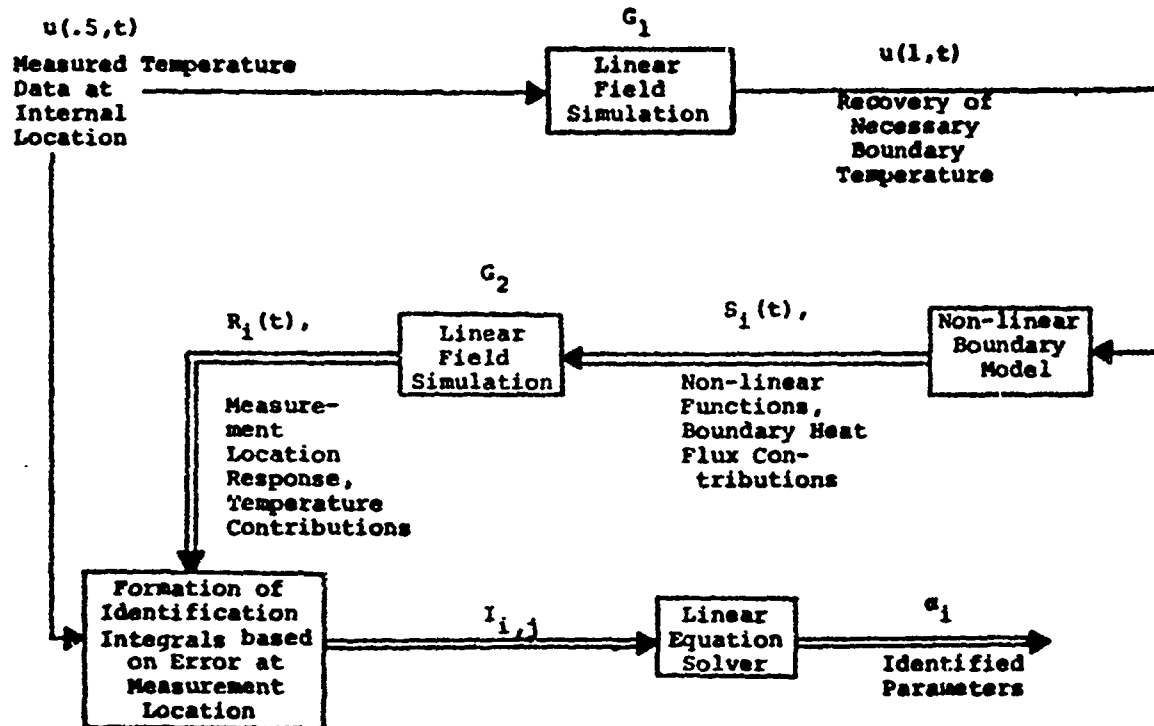 u(.5,t)
Measured Temperature
Data at
Internal
Location
G1
Linear
Field
Simulation
u(1,t)
Recovery of
Necessary
Boundary
Temperature
Non-linear
Boundary
Model
Si(t),
Non-linear
Functions,
Boundary Heat
Flux Con-
tributions
G2
Linear
Field
Simulation
Ri(t),
Measure-
ment
Location
Response,
Temperature
Contributions
Formation of
Identification
Integrals based
on Error at
Measurement
Location
Ii,j
Linear
Equation
Solver
αi
Identified
Parameters